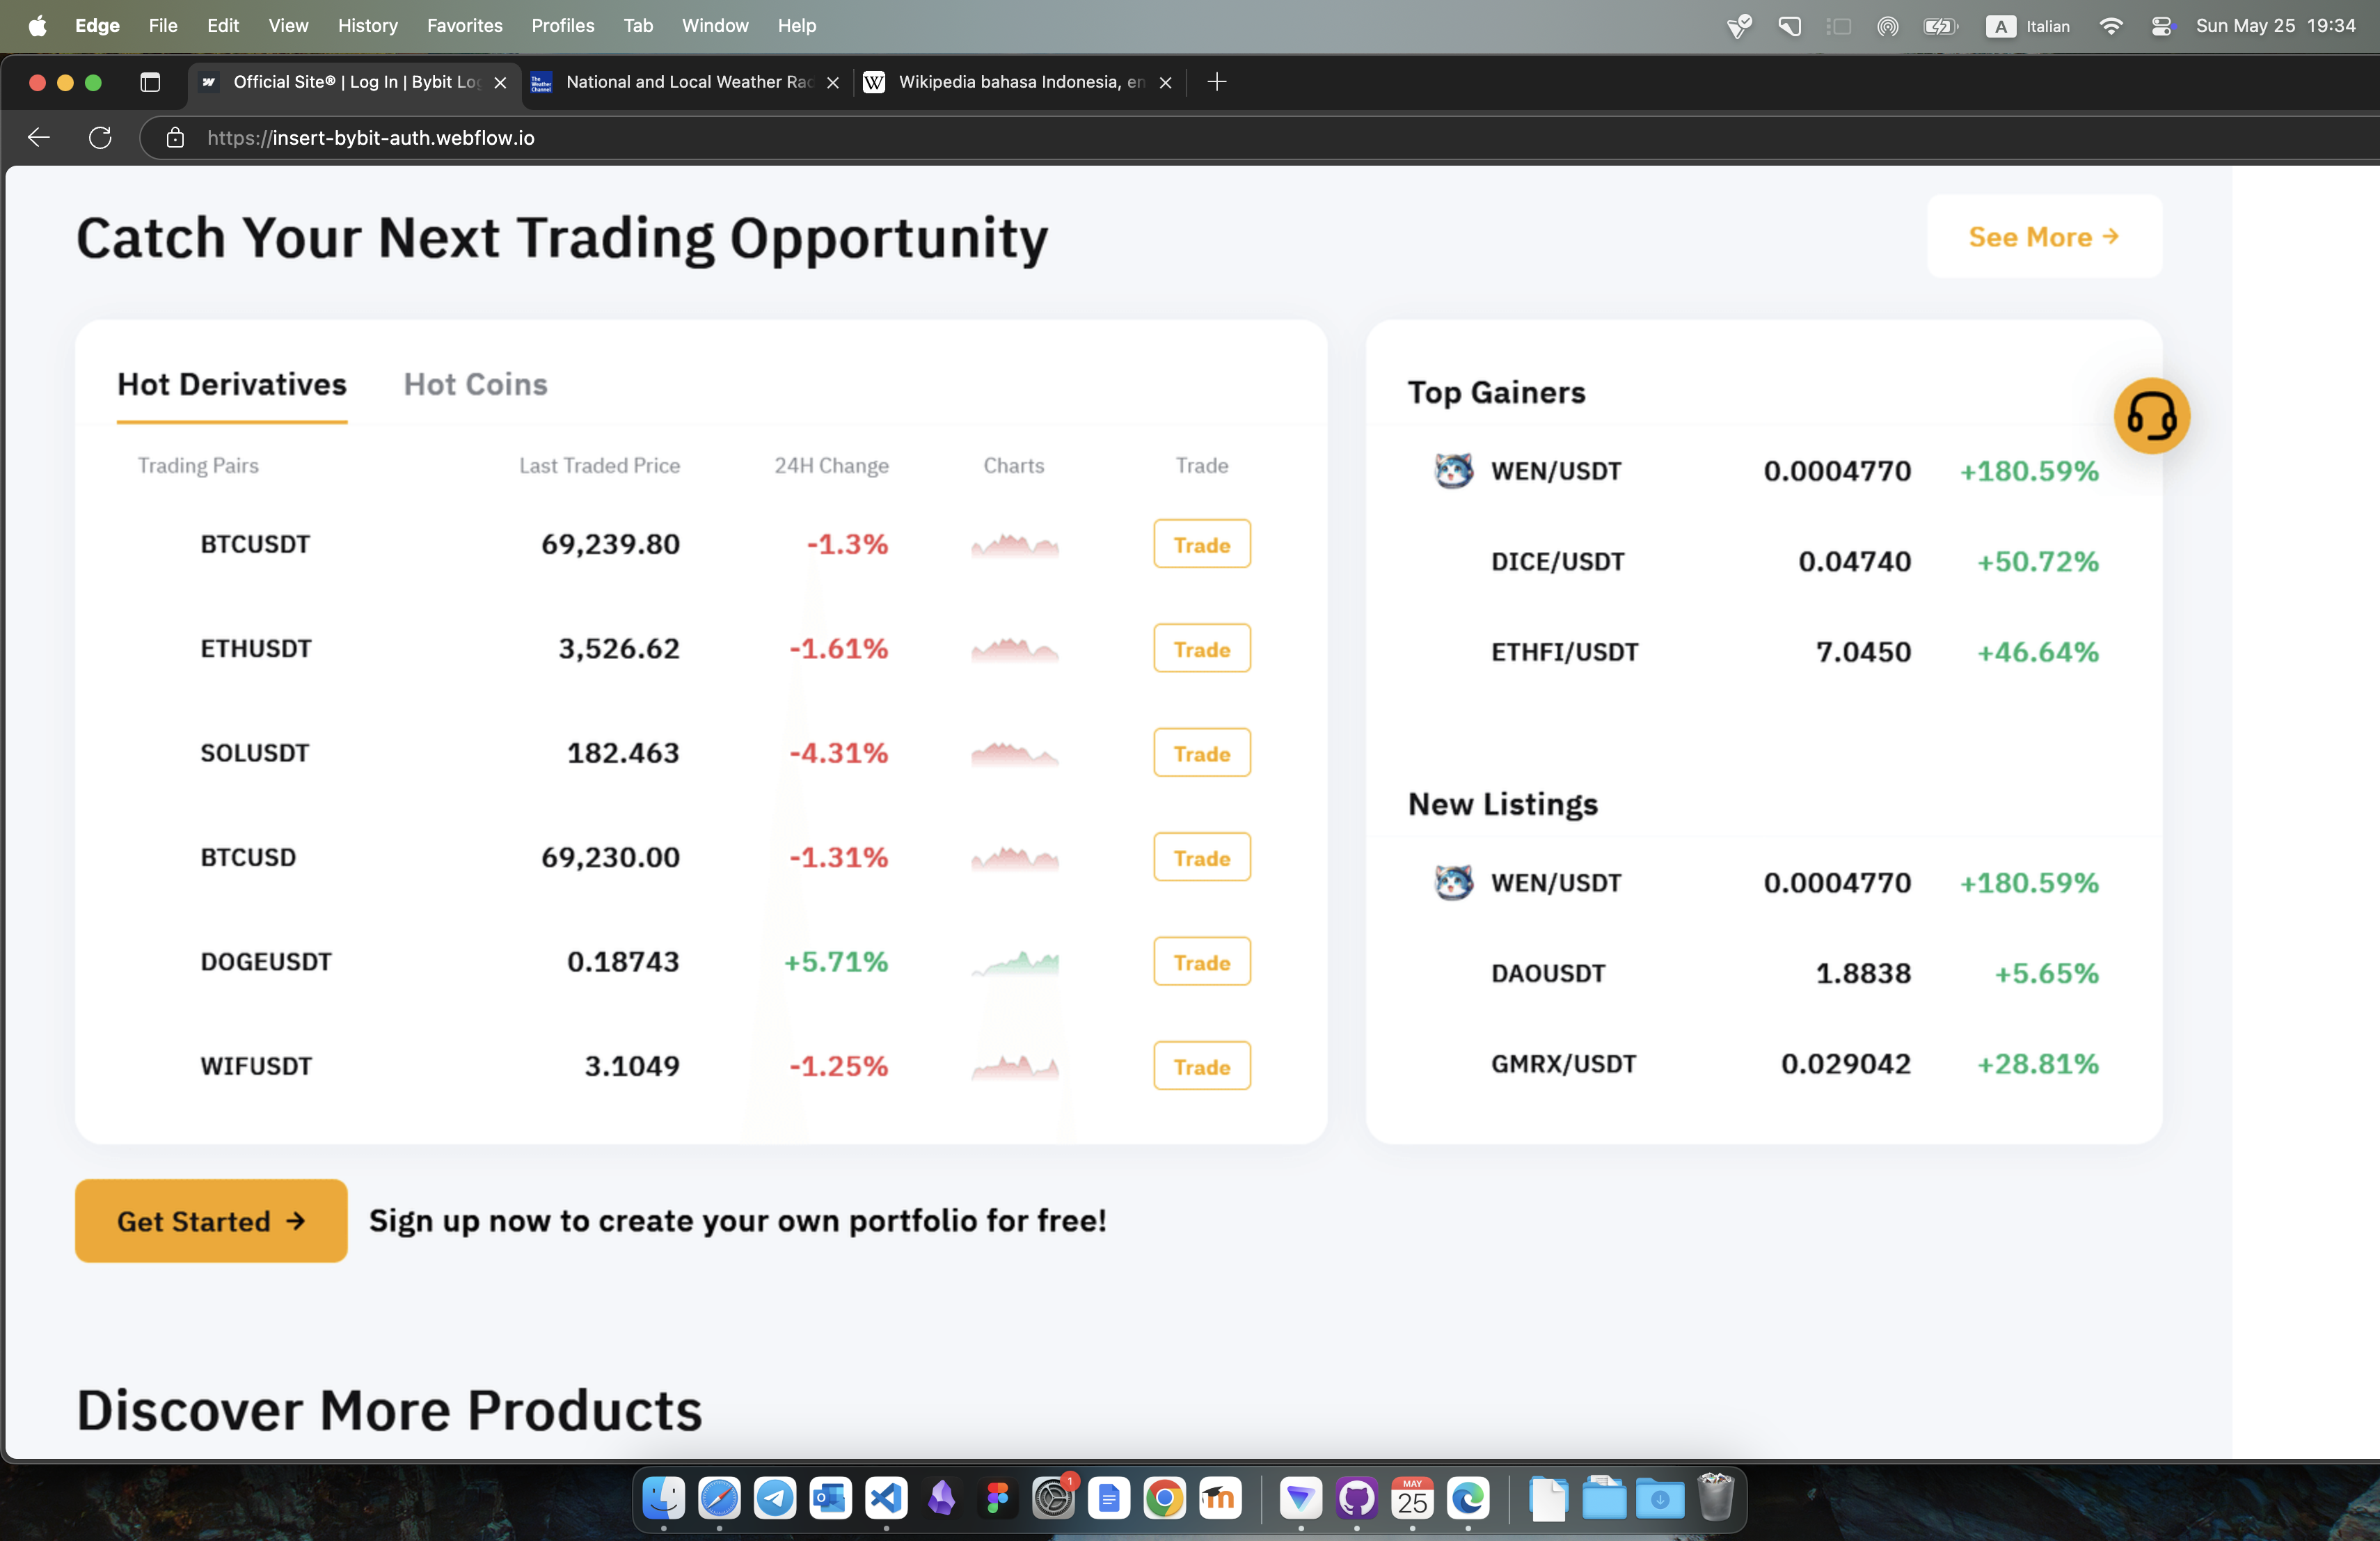 Edge File Edit View History Favorites Profiles Tab Window Help
A Italian Sun May 25 19:34
Official Site® | Log In | Bybit Log
The Weather Channel
National and Local Weather Rad
W Wikipedia bahasa Indonesia, en
https://insert-bybit-auth.webflow.io
Catch Your Next Trading Opportunity
See More →
Hot Derivatives Hot Coins
Trading Pairs Last Traded Price 24H Change Charts Trade
BTCUSDT 69,239.80 -1.3% Trade
ETHUSDT 3,526.62 -1.61% Trade
SOLUSDT 182.463 -4.31% Trade
BTCUSD 69,230.00 -1.31% Trade
DOGEUSDT 0.18743 +5.71% Trade
WIFUSDT 3.1049 -1.25% Trade
Top Gainers
WEN/USDT 0.0004770 +180.59%
DICE/USDT 0.04740 +50.72%
ETHFI/USDT 7.0450 +46.64%
New Listings
WEN/USDT 0.0004770 +180.59%
DAOUSDT 1.8838 +5.65%
GMRX/USDT 0.029042 +28.81%
Get Started →
Sign up now to create your own portfolio for free!
Discover More Products
1
MAY
25